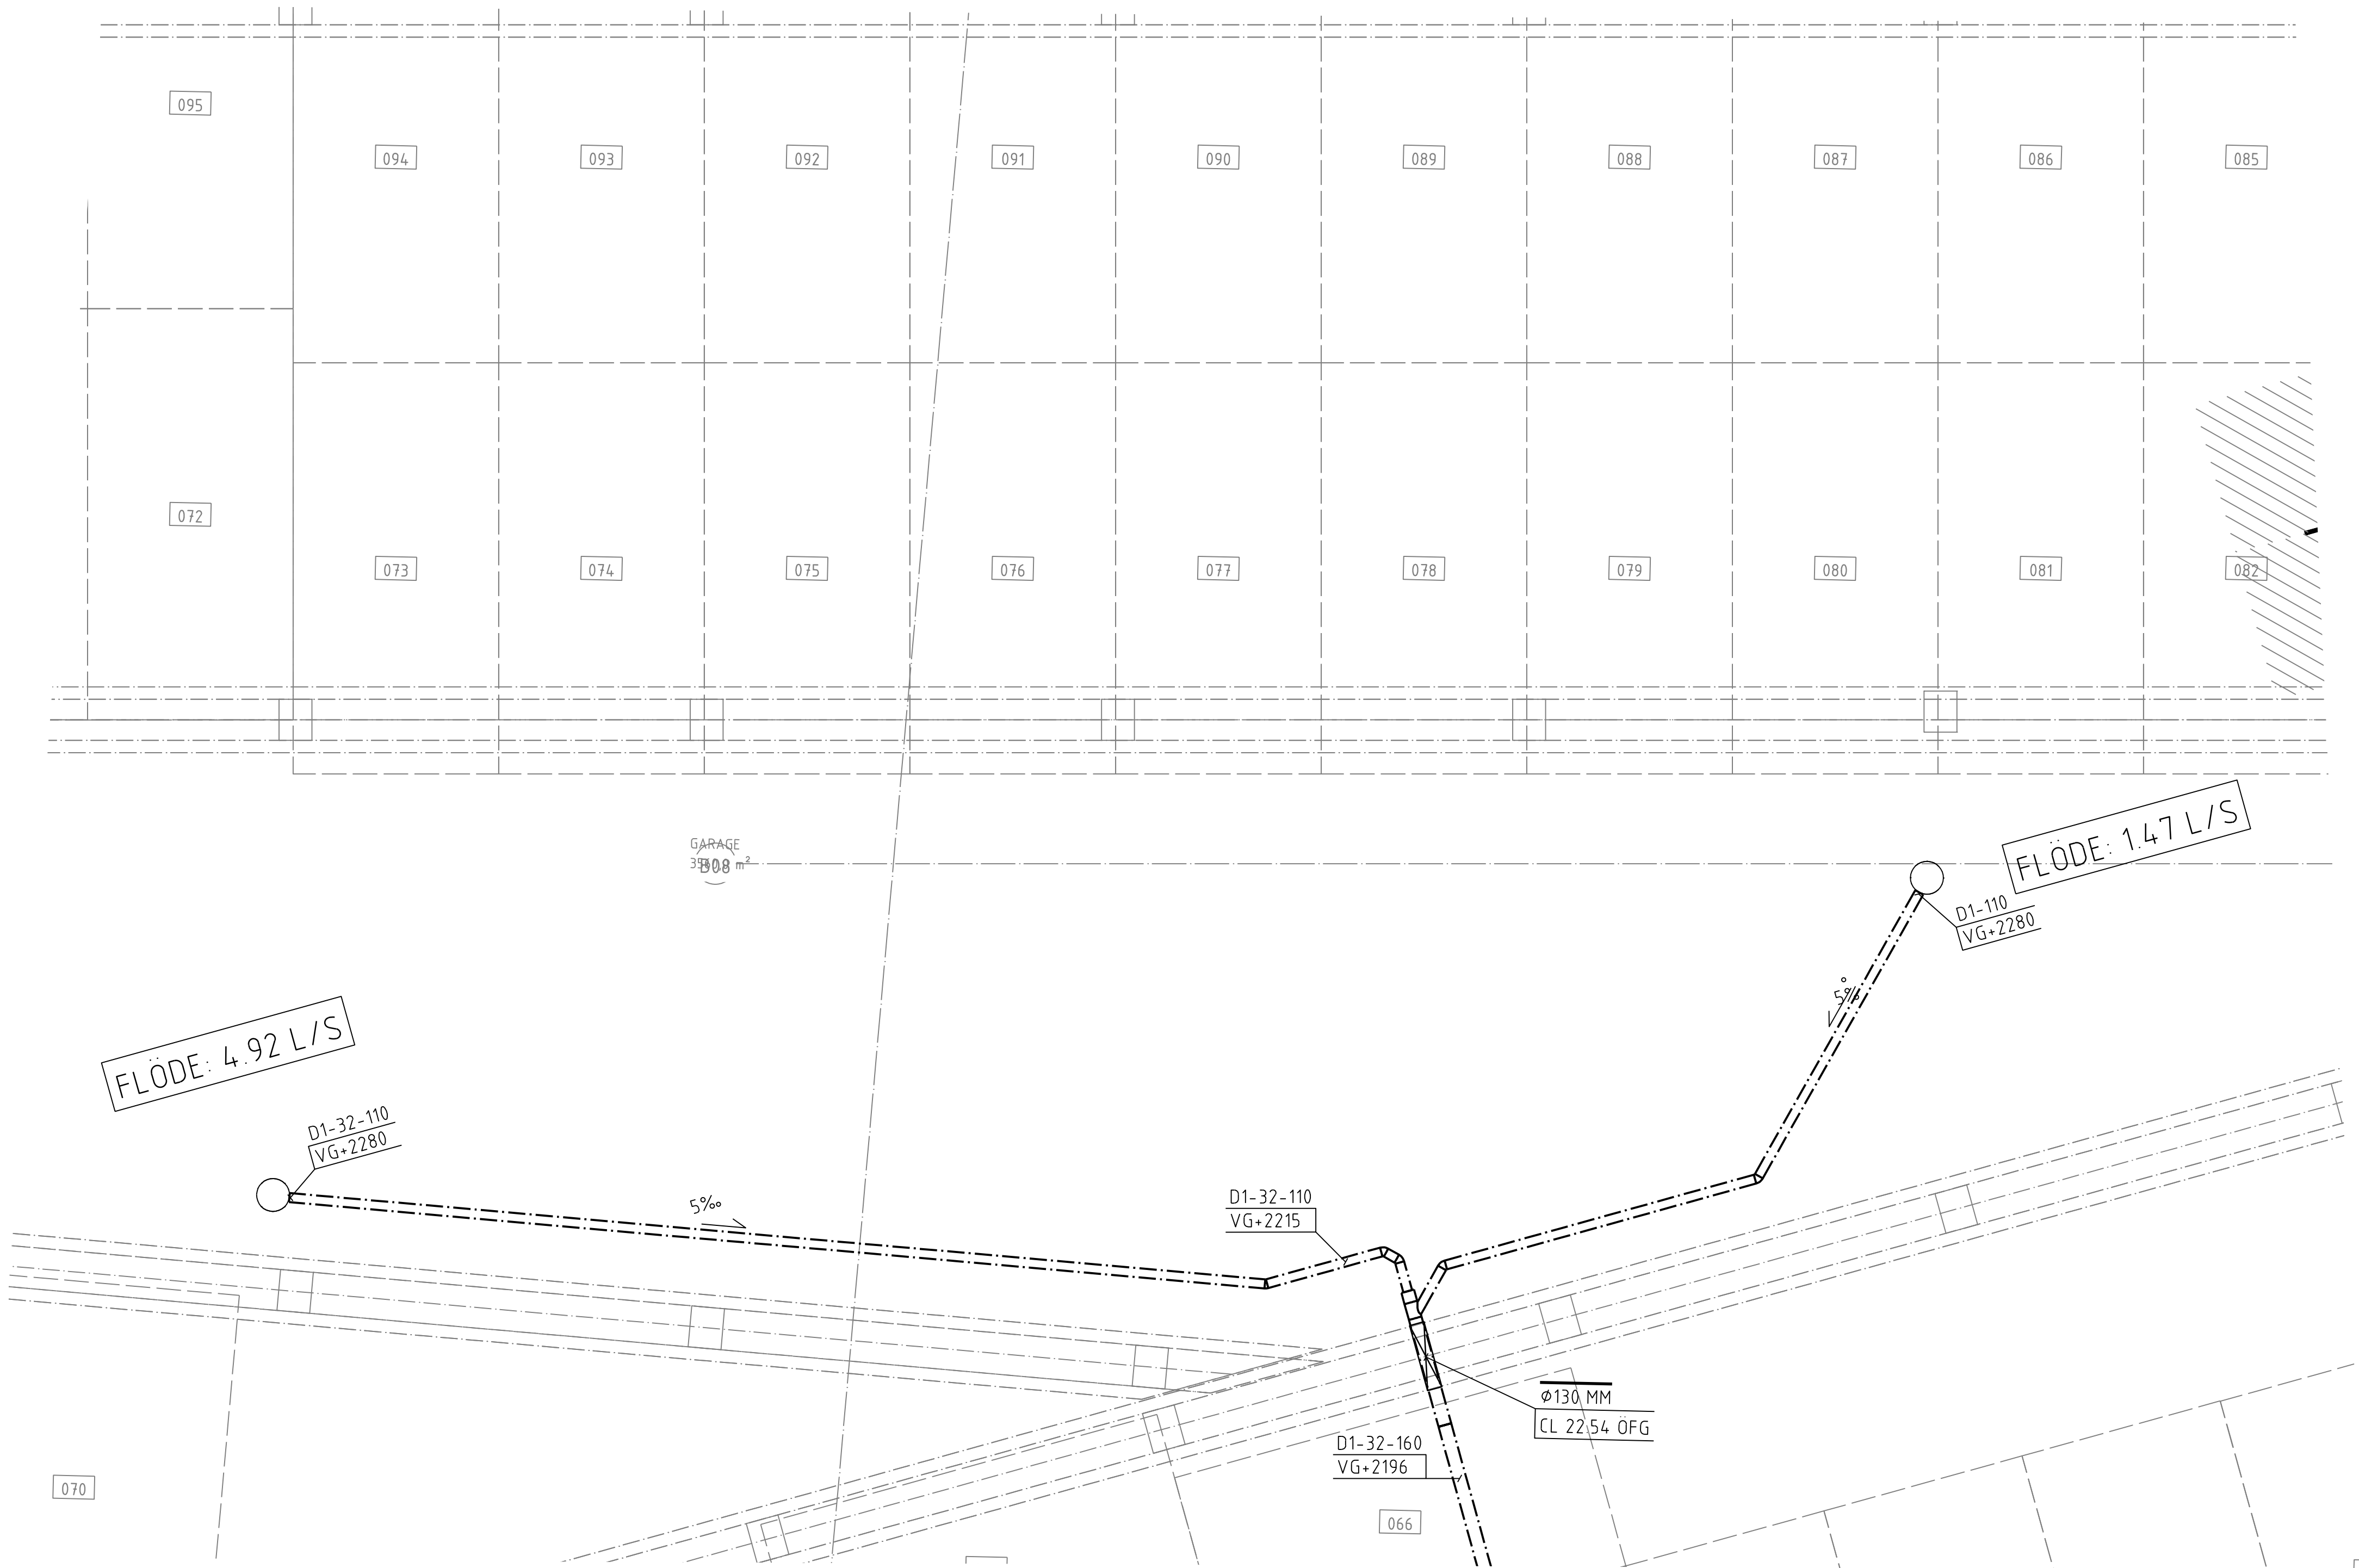 095
094
093
092
091
090
089
088
087
086
085
072
073
074
075
076
077
078
079
080
081
082
GARAGE
m²
B08
FLÖDE: 1.47 L/S
D1-110
VG+2280
5‰
FLÖDE: 4.92 L/S
D1-32-110
VG+2280
5‰
D1-32-110
VG+2215
Ø130 MM
CL 22.54 ÖFG
D1-32-160
VG+2196
070
066